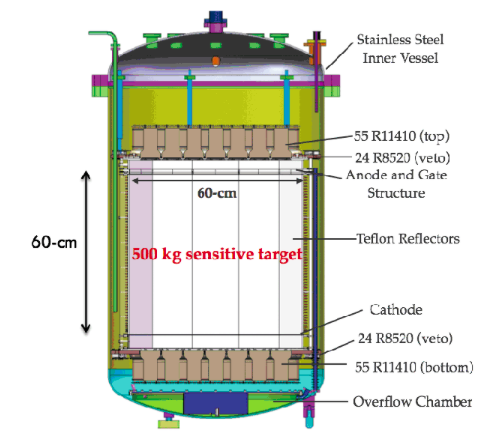 Stainless Steel
Inner Vessel
55 R11410 (top)
24 R8520 (veto)
Anode and Gate
Structure
60-cm
60-cm
Teflon Reflectors
500 kg sensitive target
Cathode
24 R8520 (veto)
55 R11410 (bottom)
Overflow Chamber